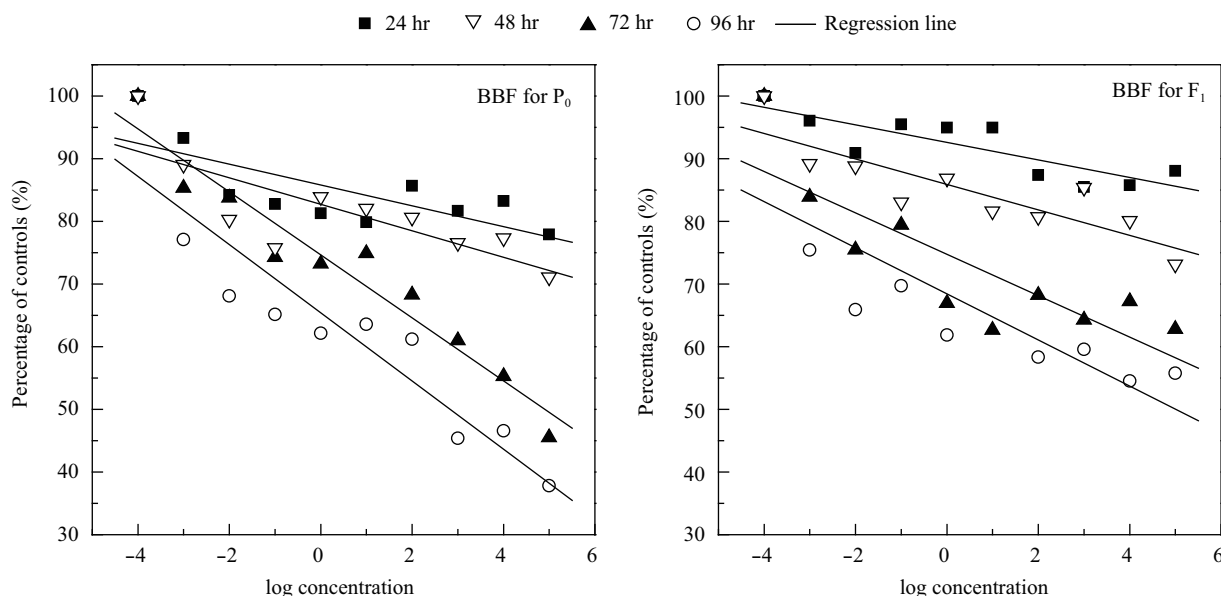 24 hr 48 hr 72 hr 96 hr Regression line
BBF for P0
100
90
80
70
60
50
40
30
Percentage of controls (%)
–4 –2 0 2 4 6
log concentration
BBF for F1
100
90
80
70
60
50
40
30
Percentage of controls (%)
–4 –2 0 2 4 6
log concentration